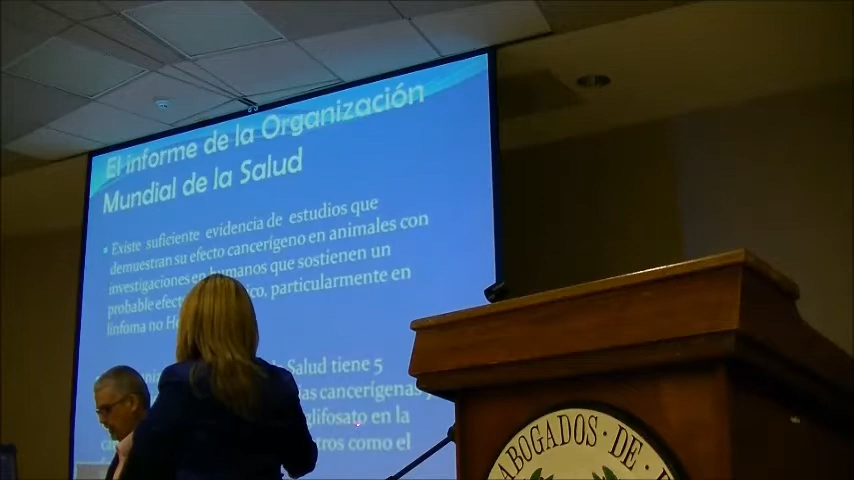 El informe de la Organización
Mundial de la Salud
Existe suficiente evidencia de estudios que
demuestran su efecto cancerígeno en animales con
investigaciones en humanos que sostienen un
probable efecto ico, particularmente en
linfoma no
Salud tiene 5
as cancerígenas
glifosato en la
tros como el
ABOGADOS · DE